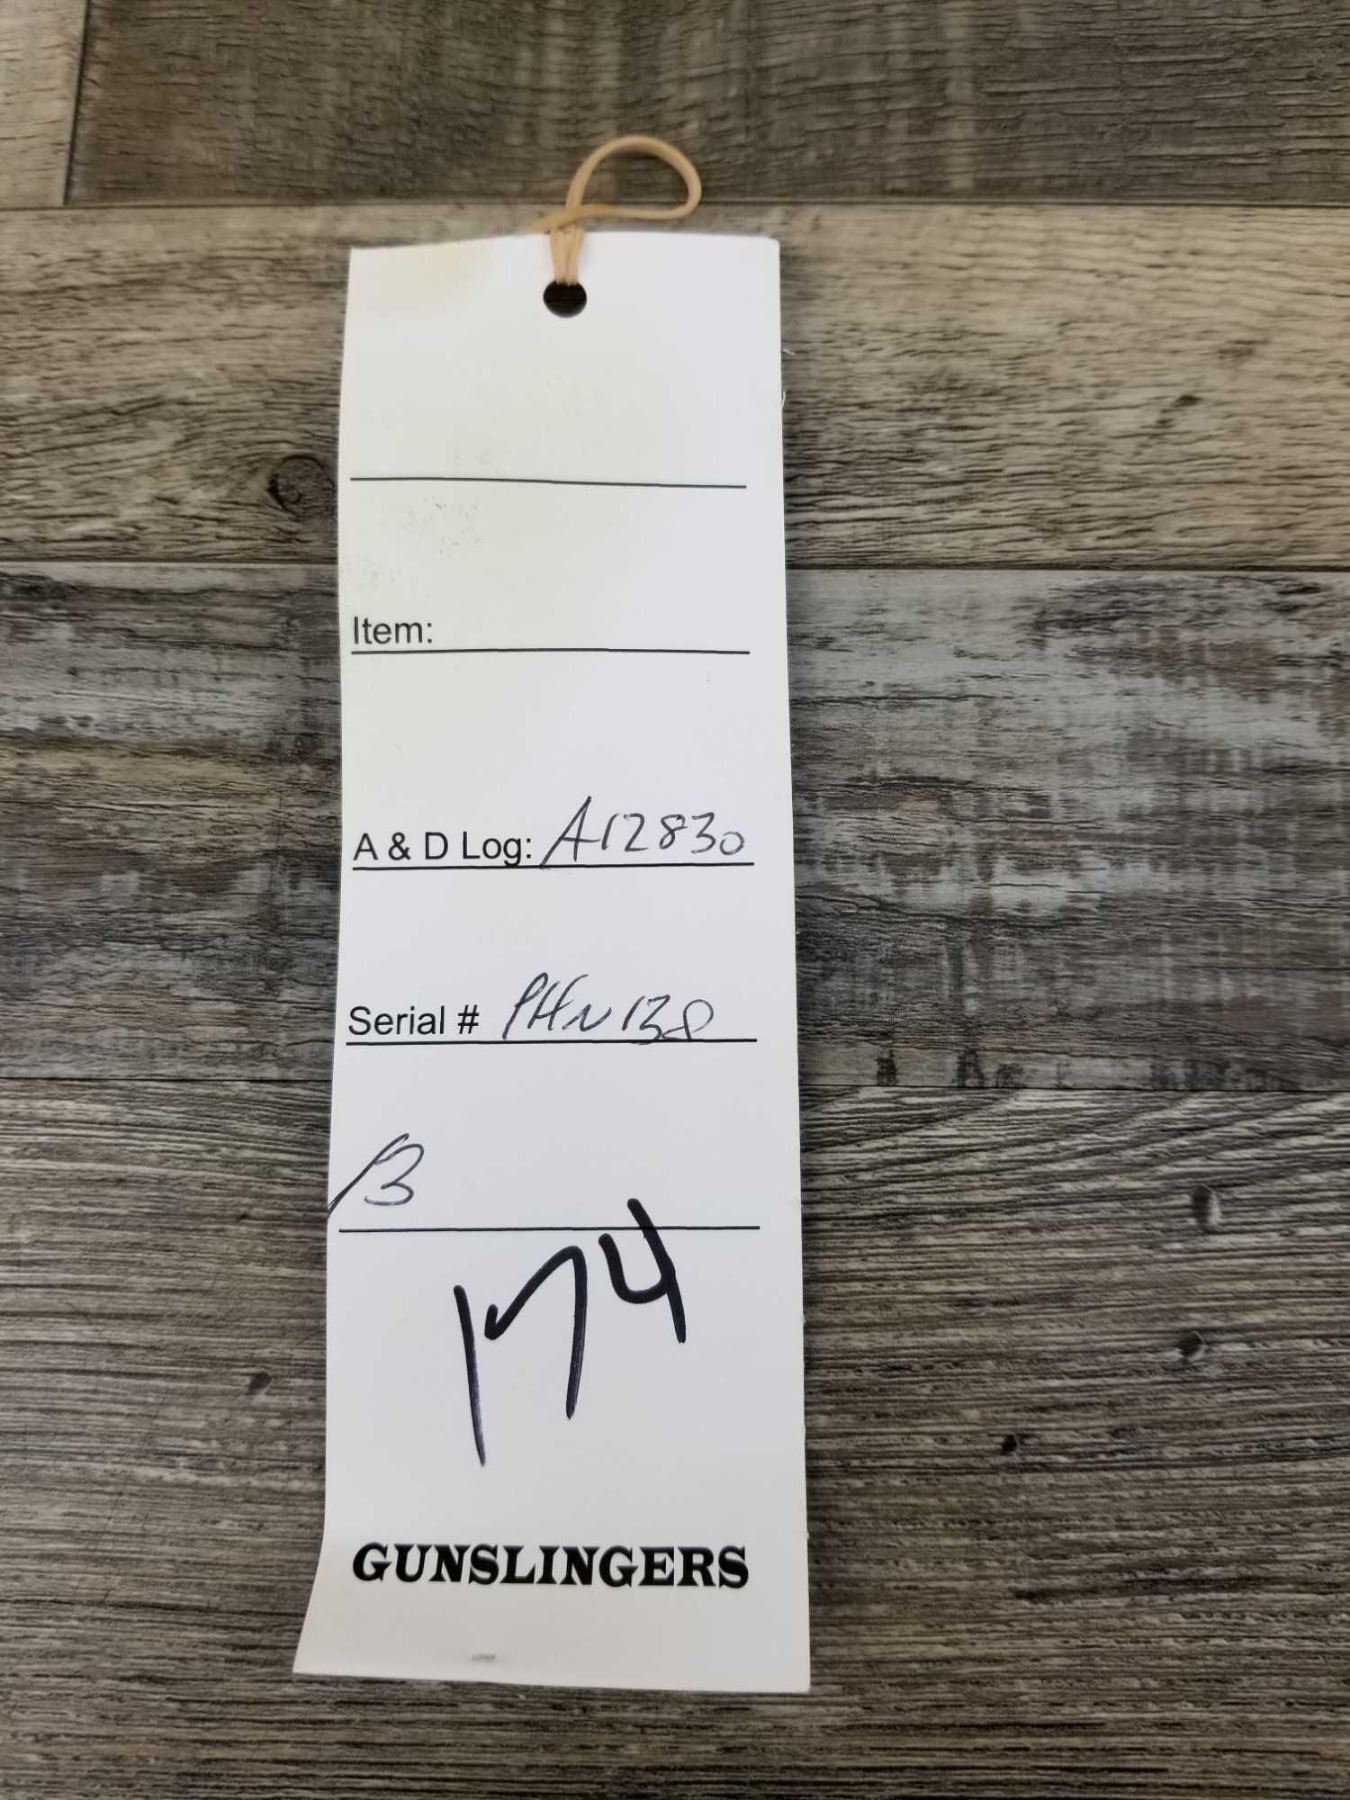 Item:
A & D Log: A12830
Serial # PHN138
B
174
GUNSLINGERS